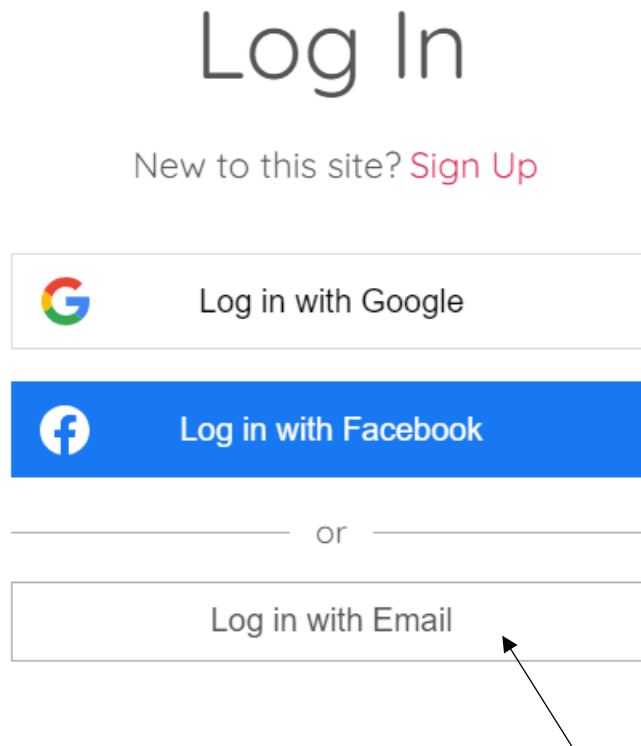 Log In
New to this site? Sign Up
Log in with Google
Log in with Facebook
or
Log in with Email